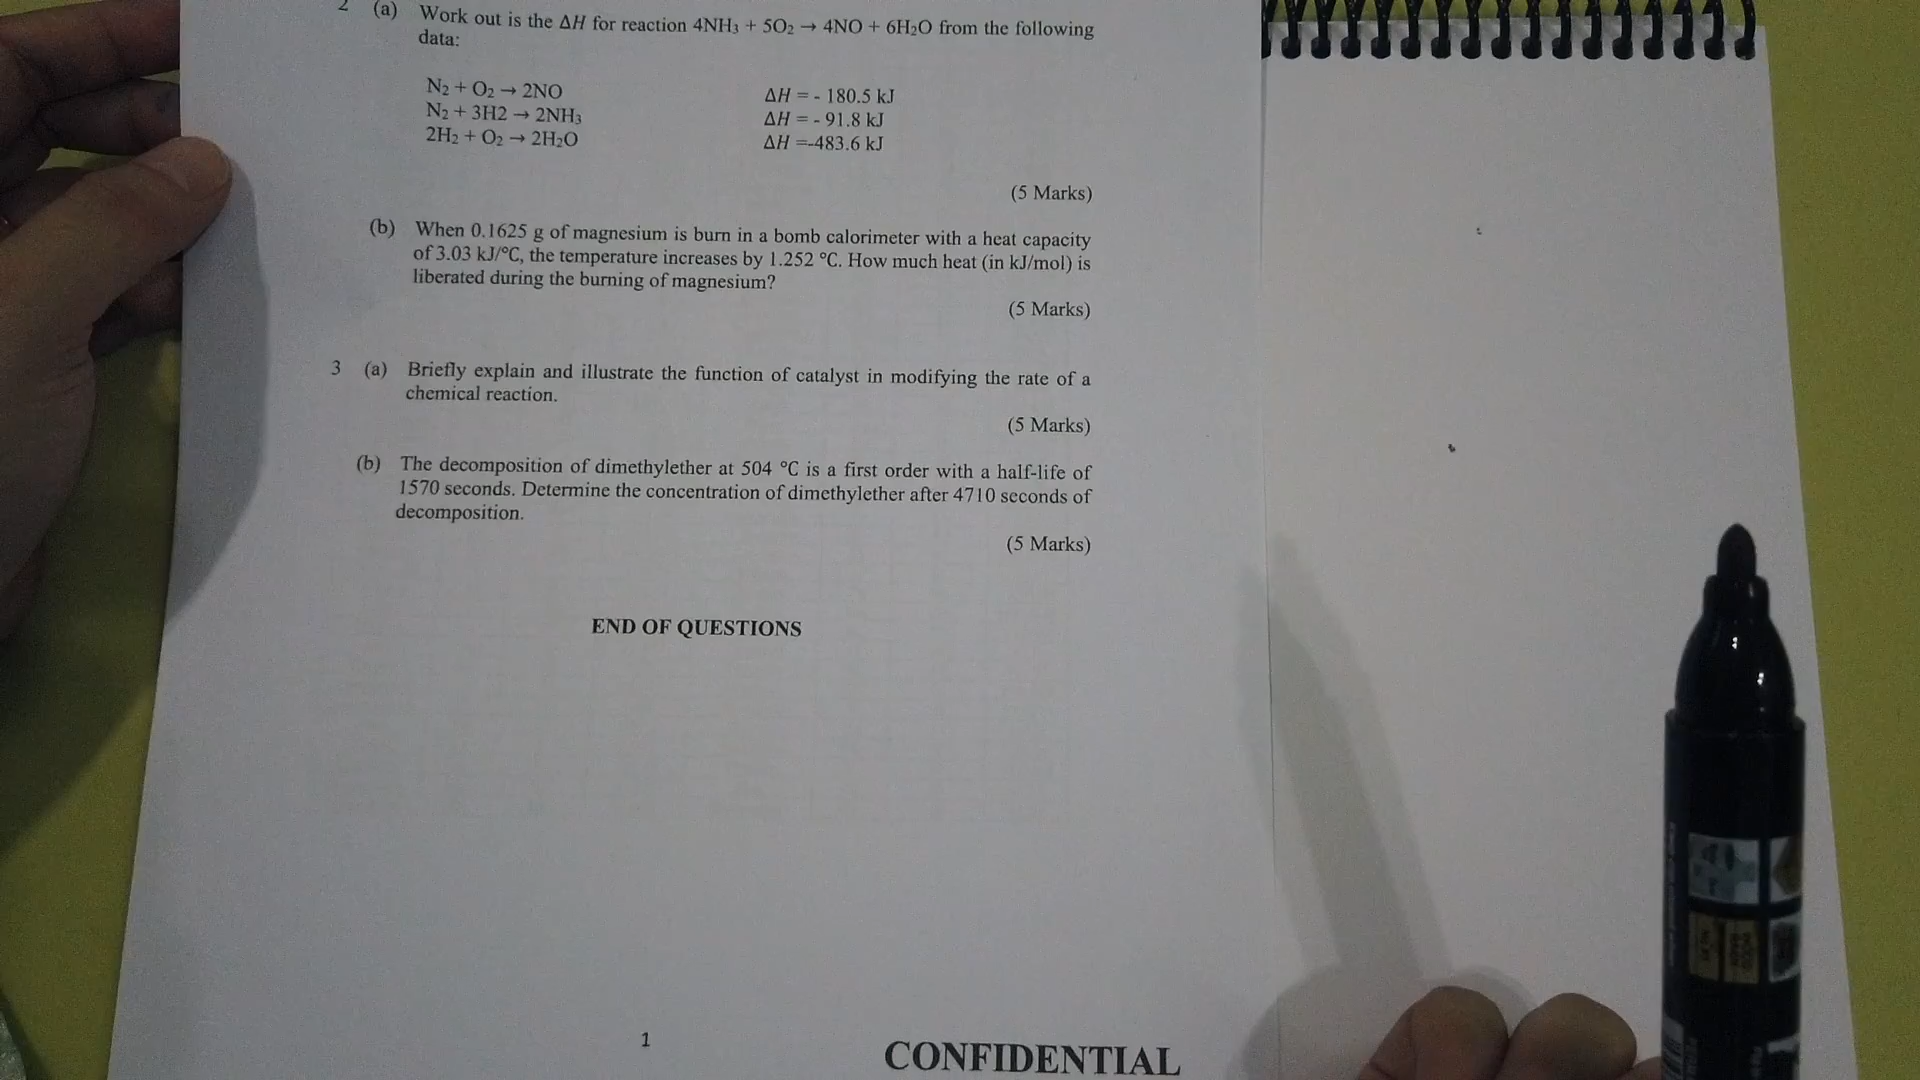 2 (a) Work out is the ΔH for reaction 4NH₃ + 5O₂ → 4NO + 6H₂O from the following
data:
N₂ + O₂ → 2NO ΔH = - 180.5 kJ
N₂ + 3H2 → 2NH₃ ΔH = - 91.8 kJ
2H₂ + O₂ → 2H₂O ΔH =-483.6 kJ
(5 Marks)
(b) When 0.1625 g of magnesium is burn in a bomb calorimeter with a heat capacity
of 3.03 kJ/°C, the temperature increases by 1.252 °C. How much heat (in kJ/mol) is
liberated during the burning of magnesium?
(5 Marks)
3 (a) Briefly explain and illustrate the function of catalyst in modifying the rate of a
chemical reaction.
(5 Marks)
(b) The decomposition of dimethylether at 504 °C is a first order with a half-life of
1570 seconds. Determine the concentration of dimethylether after 4710 seconds of
decomposition.
(5 Marks)
END OF QUESTIONS
1
CONFIDENTIAL